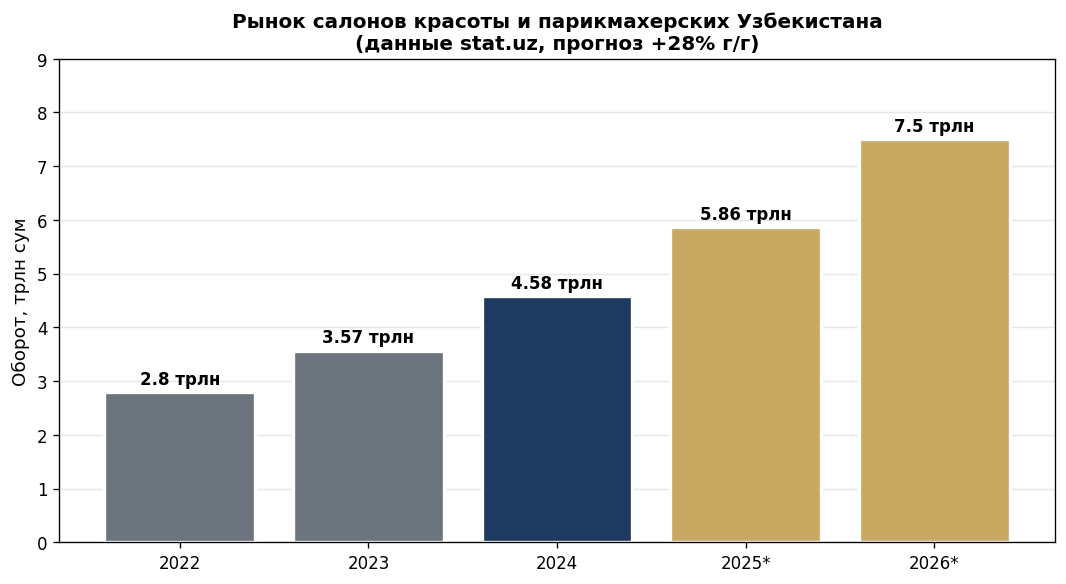 Рынок салонов красоты и парикмахерских Узбекистана
(данные stat.uz, прогноз +28% г/г)
Оборот, трлн сум
9
8
7
6
5
4
3
2
1
0
2.8 трлн
3.57 трлн
4.58 трлн
5.86 трлн
7.5 трлн
2022
2023
2024
2025*
2026*